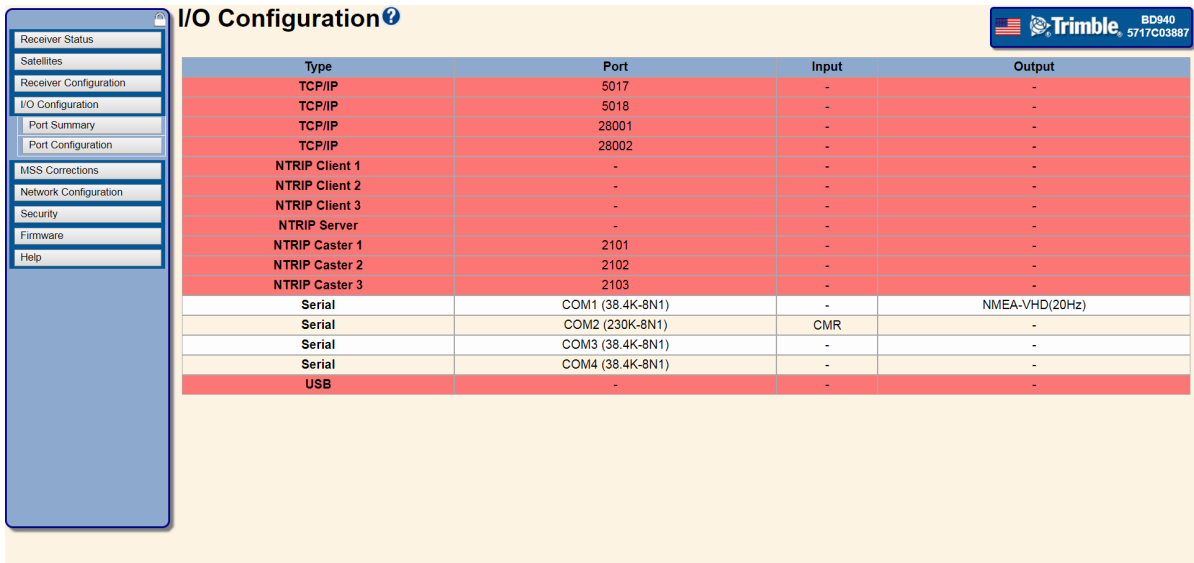 I/O Configuration?
Trimble. BD940
5717C03887
Receiver Status
Satellites
Receiver Configuration
I/O Configuration
Port Summary
Port Configuration
MSS Corrections
Network Configuration
Security
Firmware
Help
Type Port Input Output
TCP/IP 5017 - -
TCP/IP 5018 - -
TCP/IP 28001 - -
TCP/IP 28002 - -
NTRIP Client 1 - - -
NTRIP Client 2 - - -
NTRIP Client 3 - - -
NTRIP Server - - -
NTRIP Caster 1 2101 - -
NTRIP Caster 2 2102 - -
NTRIP Caster 3 2103 - -
Serial COM1 (38.4K-8N1) - NMEA-VHD(20Hz)
Serial COM2 (230K-8N1) CMR -
Serial COM3 (38.4K-8N1) - -
Serial COM4 (38.4K-8N1) - -
USB - - -